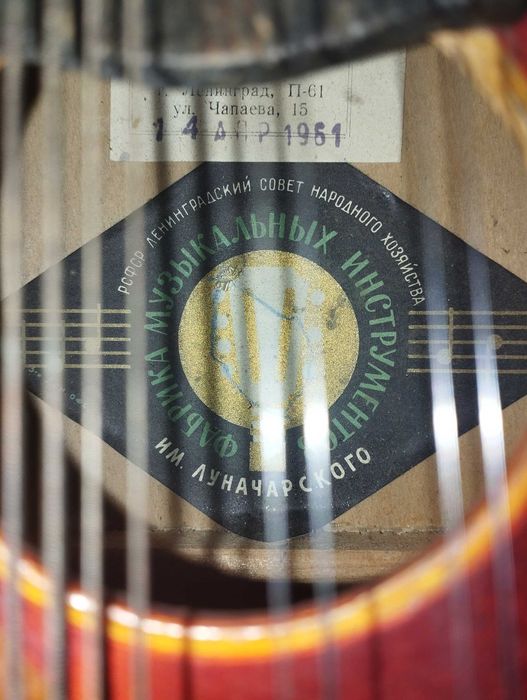 г. Ленинград, П-61
ул. Чапаева, 15
14 АПР 1961
РСФСР ЛЕНИНГРАДСКИЙ СОВЕТ НАРОДНОГО ХОЗЯЙСТВА
ФАБРИКА МУЗЫКАЛЬНЫХ ИНСТРУМЕНТОВ
ИМ. ЛУНАЧАРСКОГО